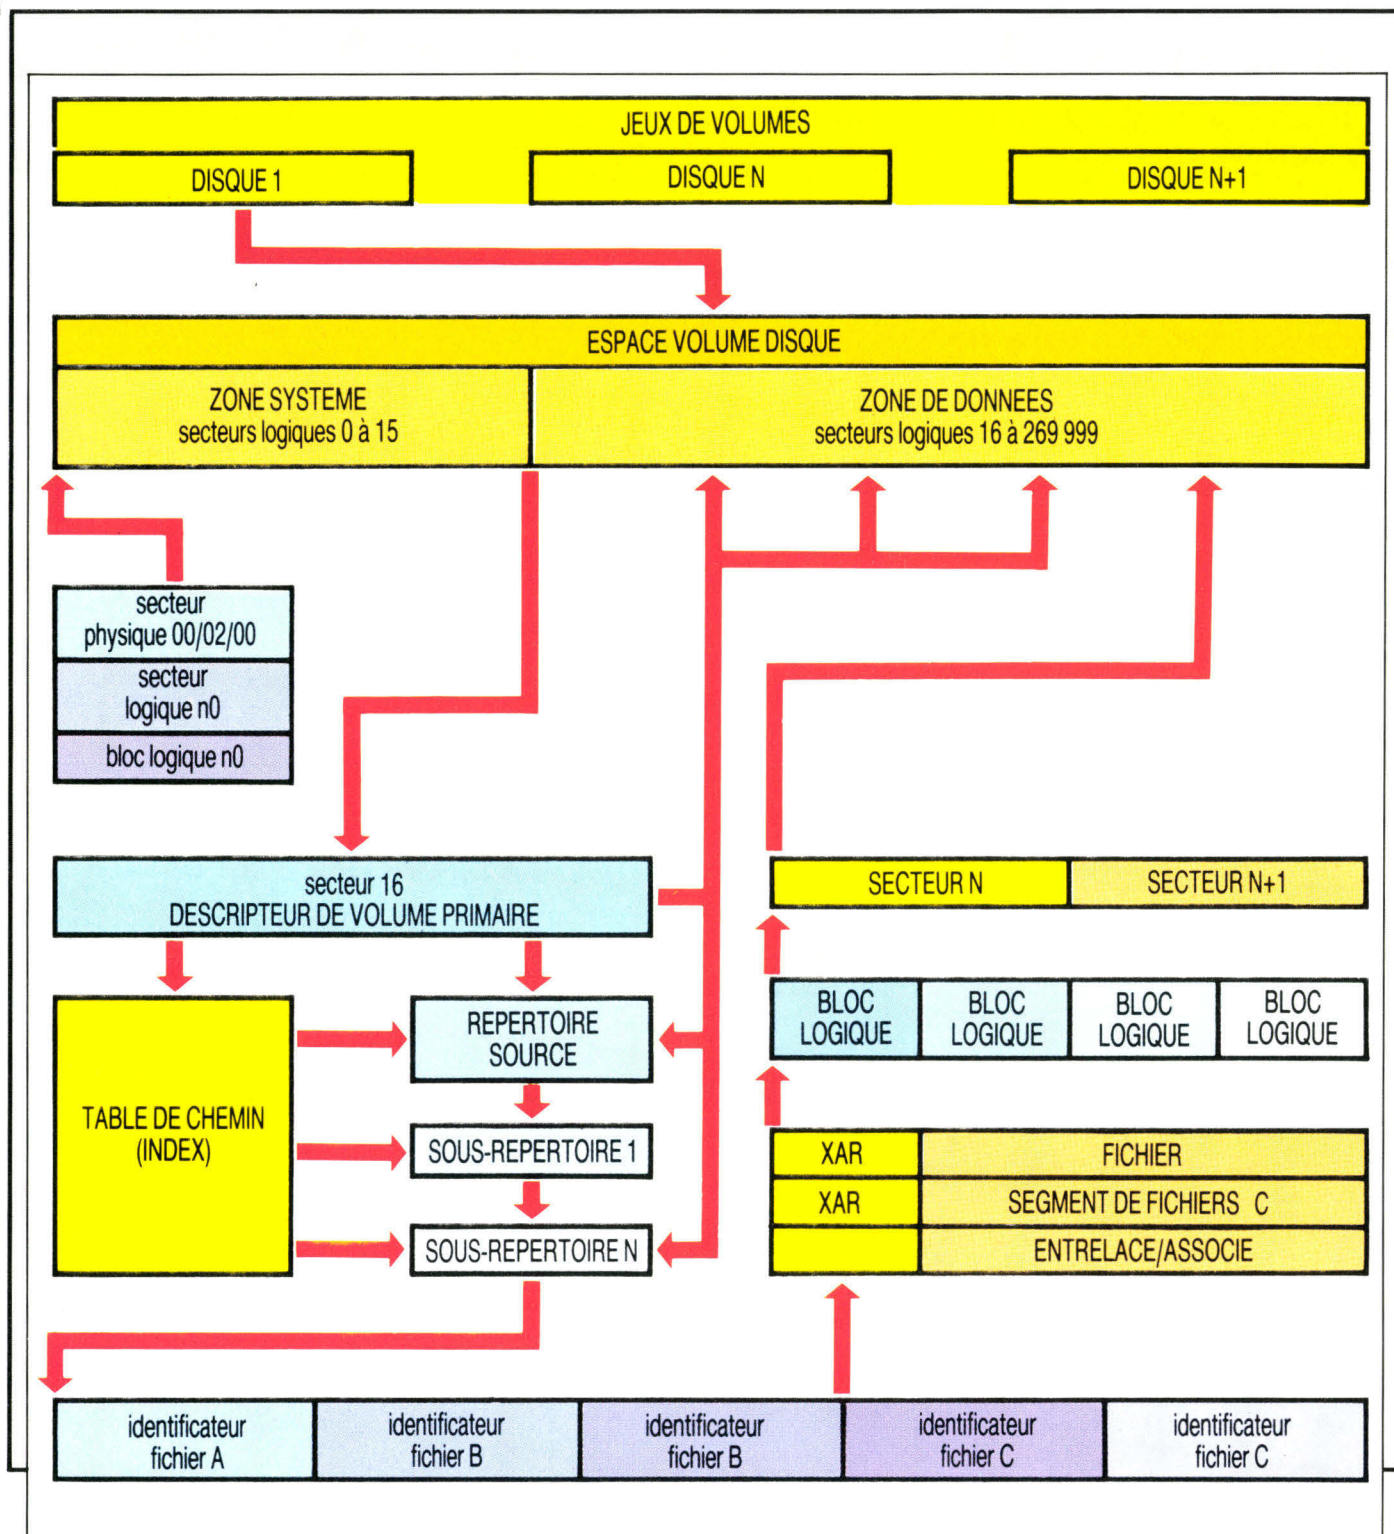 JEUX DE VOLUMES
DISQUE 1
DISQUE N
DISQUE N+1
ESPACE VOLUME DISQUE
ZONE SYSTEME
secteurs logiques 0 à 15
ZONE DE DONNEES
secteurs logiques 16 à 269 999
secteur
physique 00/02/00
secteur
logique n0
bloc logique n0
secteur 16
DESCRIPTEUR DE VOLUME PRIMAIRE
TABLE DE CHEMIN
(INDEX)
REPERTOIRE
SOURCE
SOUS-REPERTOIRE 1
SOUS-REPERTOIRE N
SECTEUR N
SECTEUR N+1
BLOC
LOGIQUE
BLOC
LOGIQUE
BLOC
LOGIQUE
BLOC
LOGIQUE
XAR
FICHIER
XAR
SEGMENT DE FICHIERS C
ENTRELACE/ASSOCIE
identificateur
fichier A
identificateur
fichier B
identificateur
fichier B
identificateur
fichier C
identificateur
fichier C